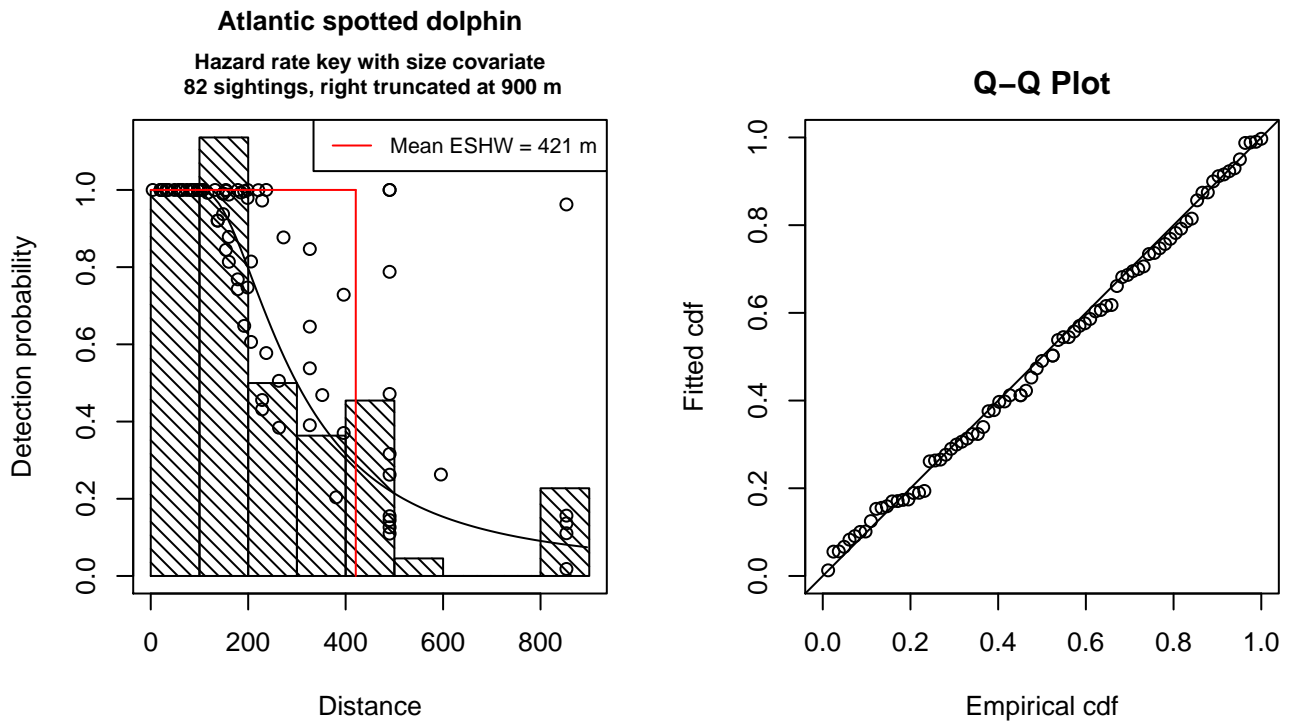 Atlantic spotted dolphin
Hazard rate key with size covariate
82 sightings, right truncated at 900 m
Mean ESHW = 421 m
Detection probability
0.0 0.2 0.4 0.6 0.8 1.0
0 200 400 600 800
Distance
Q−Q Plot
Fitted cdf
0.0 0.2 0.4 0.6 0.8 1.0
0.0 0.2 0.4 0.6 0.8 1.0
Empirical cdf